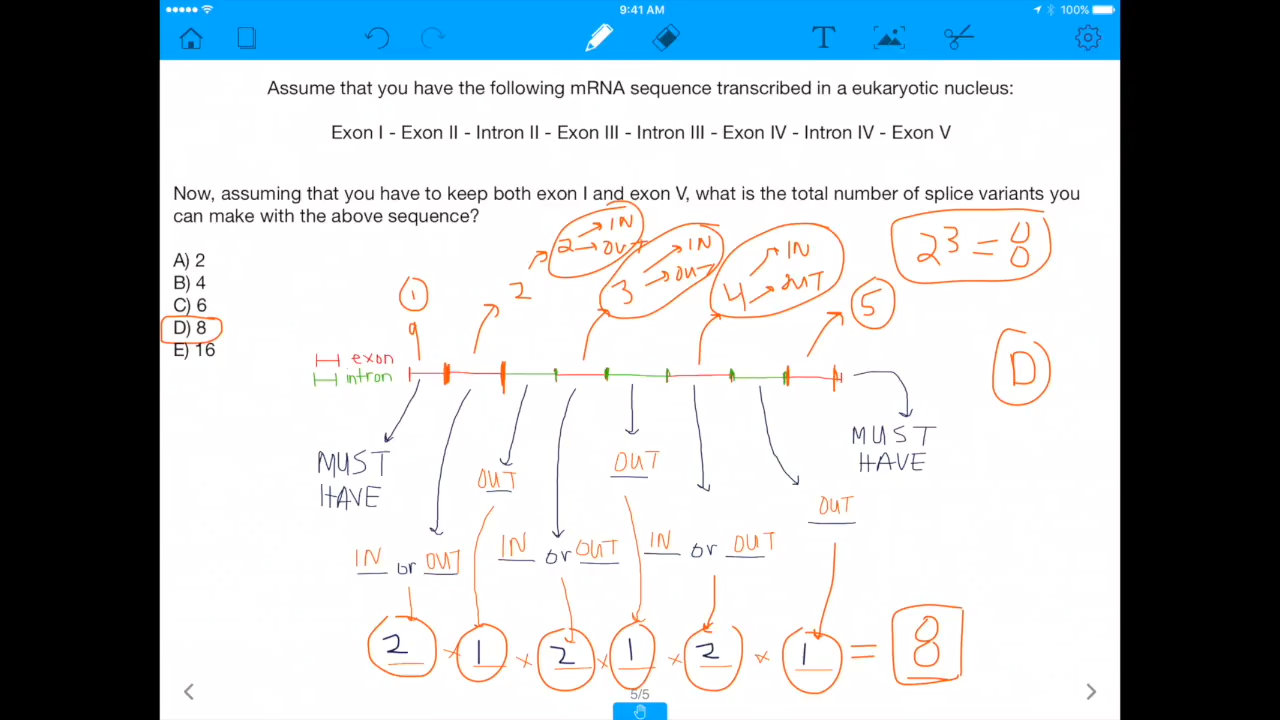 9:41 AM
100%
T
Assume that you have the following mRNA sequence transcribed in a eukaryotic nucleus:
Exon I - Exon II - Intron II - Exon III - Intron III - Exon IV - Intron IV - Exon V
Now, assuming that you have to keep both exon I and exon V, what is the total number of splice variants you
can make with the above sequence?
A) 2
B) 4
C) 6
D) 8
E) 16
2³ = 8
2 → IN
→ OUT
3 → IN
→ OUT
4 → IN
→ OUT
1
2
5
exon
intron
D
MUST
HAVE
OUT
OUT
MUST
HAVE
OUT
IN or OUT
IN or OUT
IN or OUT
2 × 1 × 2 × 1 × 2 × 1 = 8
5/5